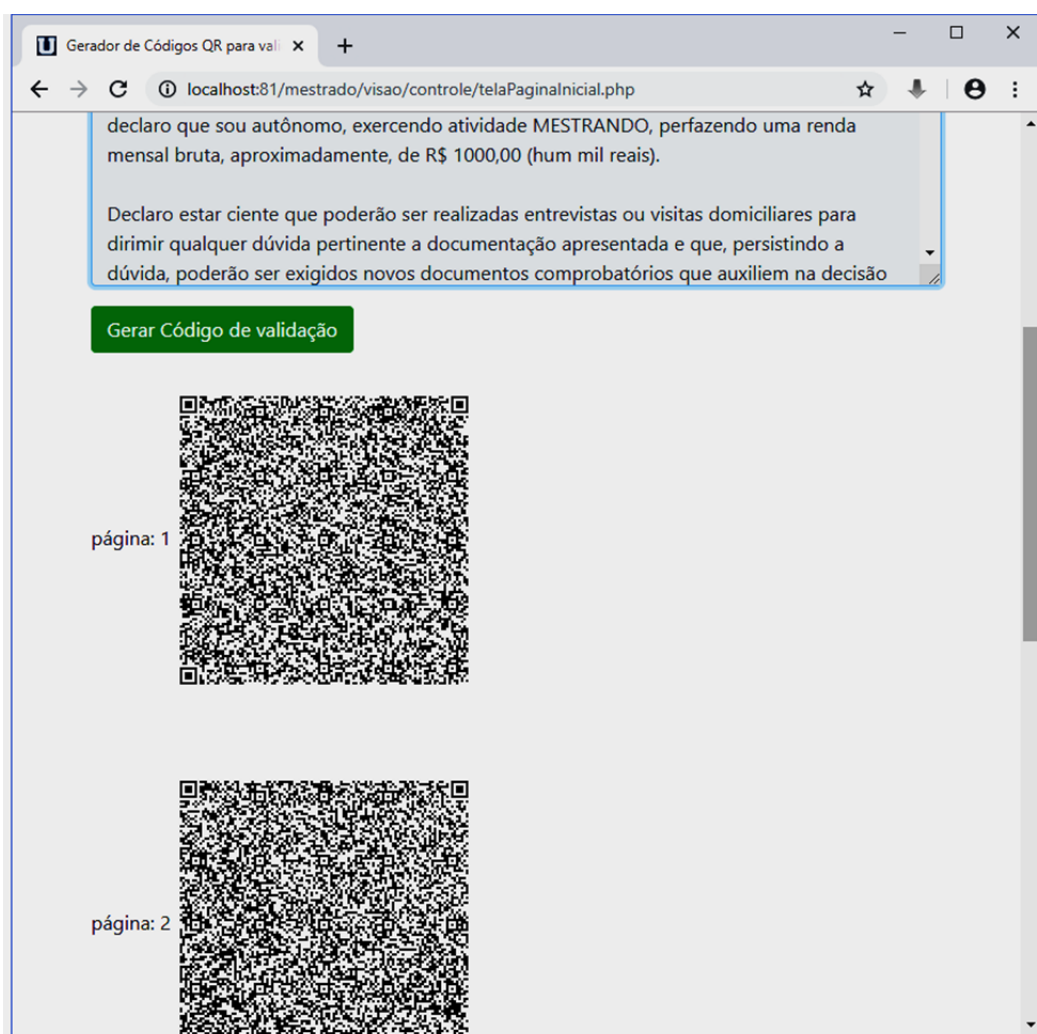 Gerador de Códigos QR para vali
localhost:81/mestrado/visao/controle/telaPaginaInicial.php
declaro que sou autônomo, exercendo atividade MESTRANDO, perfazendo uma renda
mensal bruta, aproximadamente, de R$ 1000,00 (hum mil reais).
Declaro estar ciente que poderão ser realizadas entrevistas ou visitas domiciliares para
dirimir qualquer dúvida pertinente a documentação apresentada e que, persistindo a
dúvida, poderão ser exigidos novos documentos comprobatórios que auxiliem na decisão
Gerar Código de validação
página: 1
página: 2